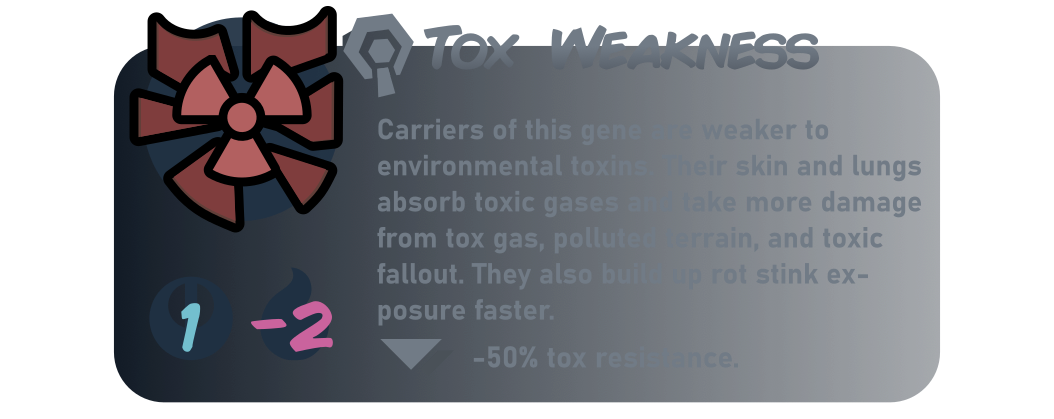 Tox Weakness
Carriers of this gene are weaker to
environmental toxins. Their skin and lungs
absorb toxic gases and take more damage
from tox gas, polluted terrain, and toxic
fallout. They also build up rot stink ex-
posure faster.
-50% tox resistance.
1
-2